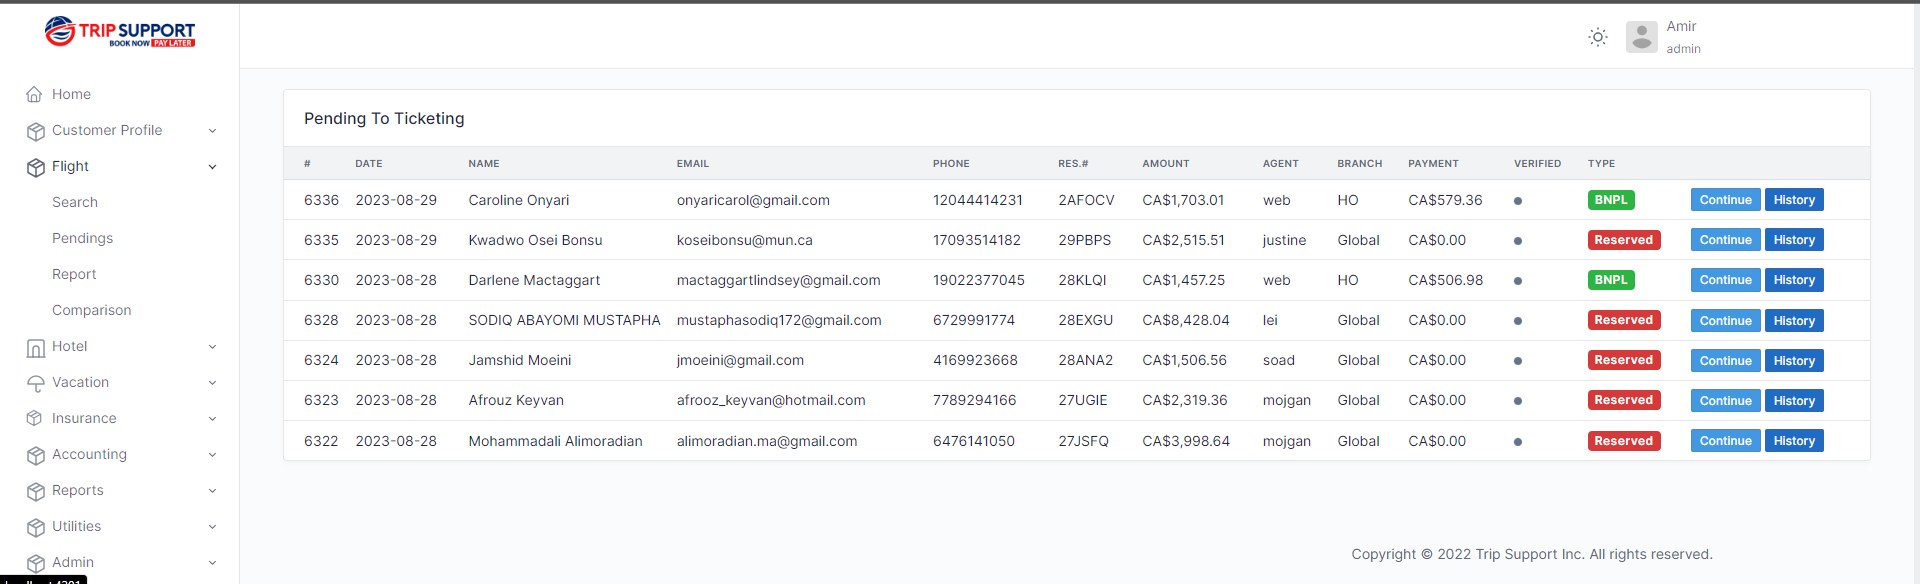 TRIP SUPPORT
BOOK NOW PAY LATER
Amir
admin
Home
Customer Profile
Flight
Search
Pendings
Report
Comparison
Hotel
Vacation
Insurance
Accounting
Reports
Utilities
Admin
Pending To Ticketing
# DATE NAME EMAIL PHONE RES.# AMOUNT AGENT BRANCH PAYMENT VERIFIED TYPE
6336 2023-08-29 Caroline Onyari onyaricarol@gmail.com 12044414231 2AFOCV CA$1,703.01 web HO CA$579.36 BNPL Continue History
6335 2023-08-29 Kwadwo Osei Bonsu koseibonsu@mun.ca 17093514182 29PBPS CA$2,515.51 justine Global CA$0.00 Reserved Continue History
6330 2023-08-28 Darlene Mactaggart mactaggartlindsey@gmail.com 19022377045 28KLQI CA$1,457.25 web HO CA$506.98 BNPL Continue History
6328 2023-08-28 SODIQ ABAYOMI MUSTAPHA mustaphasodiq172@gmail.com 6729991774 28EXGU CA$8,428.04 lei Global CA$0.00 Reserved Continue History
6324 2023-08-28 Jamshid Moeini jmoeini@gmail.com 4169923668 28ANA2 CA$1,506.56 soad Global CA$0.00 Reserved Continue History
6323 2023-08-28 Afrouz Keyvan afrooz_keyvan@hotmail.com 7789294166 27UGIE CA$2,319.36 mojgan Global CA$0.00 Reserved Continue History
6322 2023-08-28 Mohammadali Alimoradian alimoradian.ma@gmail.com 6476141050 27JSFQ CA$3,998.64 mojgan Global CA$0.00 Reserved Continue History
Copyright © 2022 Trip Support Inc. All rights reserved.